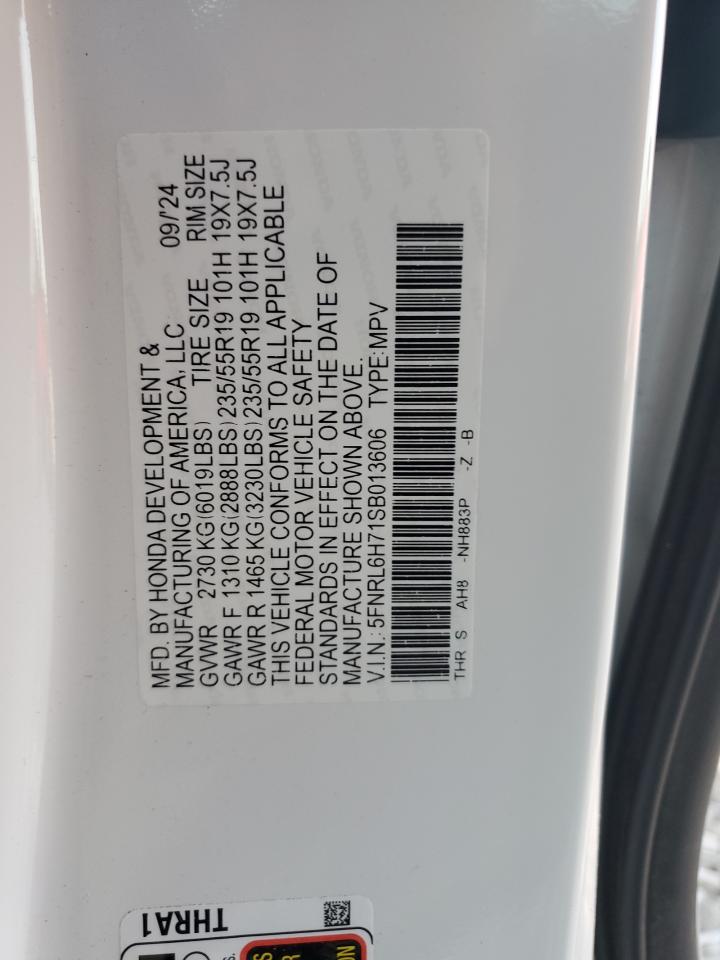 MFD. BY HONDA DEVELOPMENT &
MANUFACTURING OF AMERICA, LLC 09/'24
GVWR 2730 KG(6019LBS) TIRE SIZE RIM SIZE
GAWR F 1310 KG(2888LBS) 235/55R19 101H 19X7.5J
GAWR R 1465 KG(3230LBS) 235/55R19 101H 19X7.5J
THIS VEHICLE CONFORMS TO ALL APPLICABLE
FEDERAL MOTOR VEHICLE SAFETY
STANDARDS IN EFFECT ON THE DATE OF
MANUFACTURE SHOWN ABOVE.
V.I.N.: 5FNRL6H71SB013606 TYPE: MPV
THR S AH8 -NH883P -Z -B
THRA1